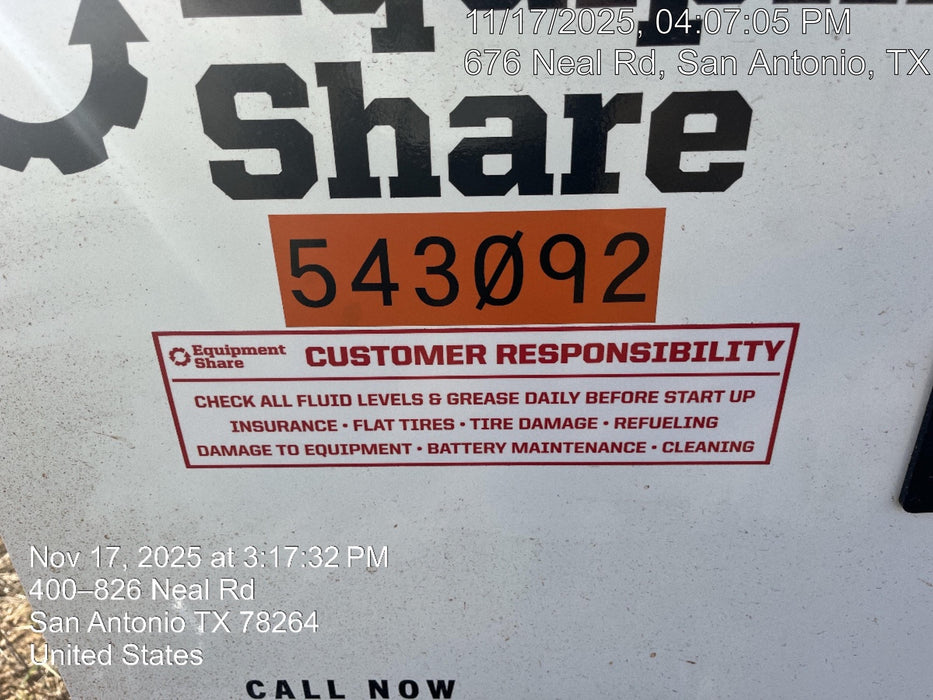 Equipment
11/17/2025, 04:07:05 PM
676 Neal Rd, San Antonio, TX
Share
543092
Equipment
Share
CUSTOMER RESPONSIBILITY
CHECK ALL FLUID LEVELS & GREASE DAILY BEFORE START UP
INSURANCE • FLAT TIRES • TIRE DAMAGE • REFUELING
DAMAGE TO EQUIPMENT • BATTERY MAINTENANCE • CLEANING
Nov 17, 2025 at 3:17:32 PM
400–826 Neal Rd
San Antonio TX 78264
United States
CALL NOW